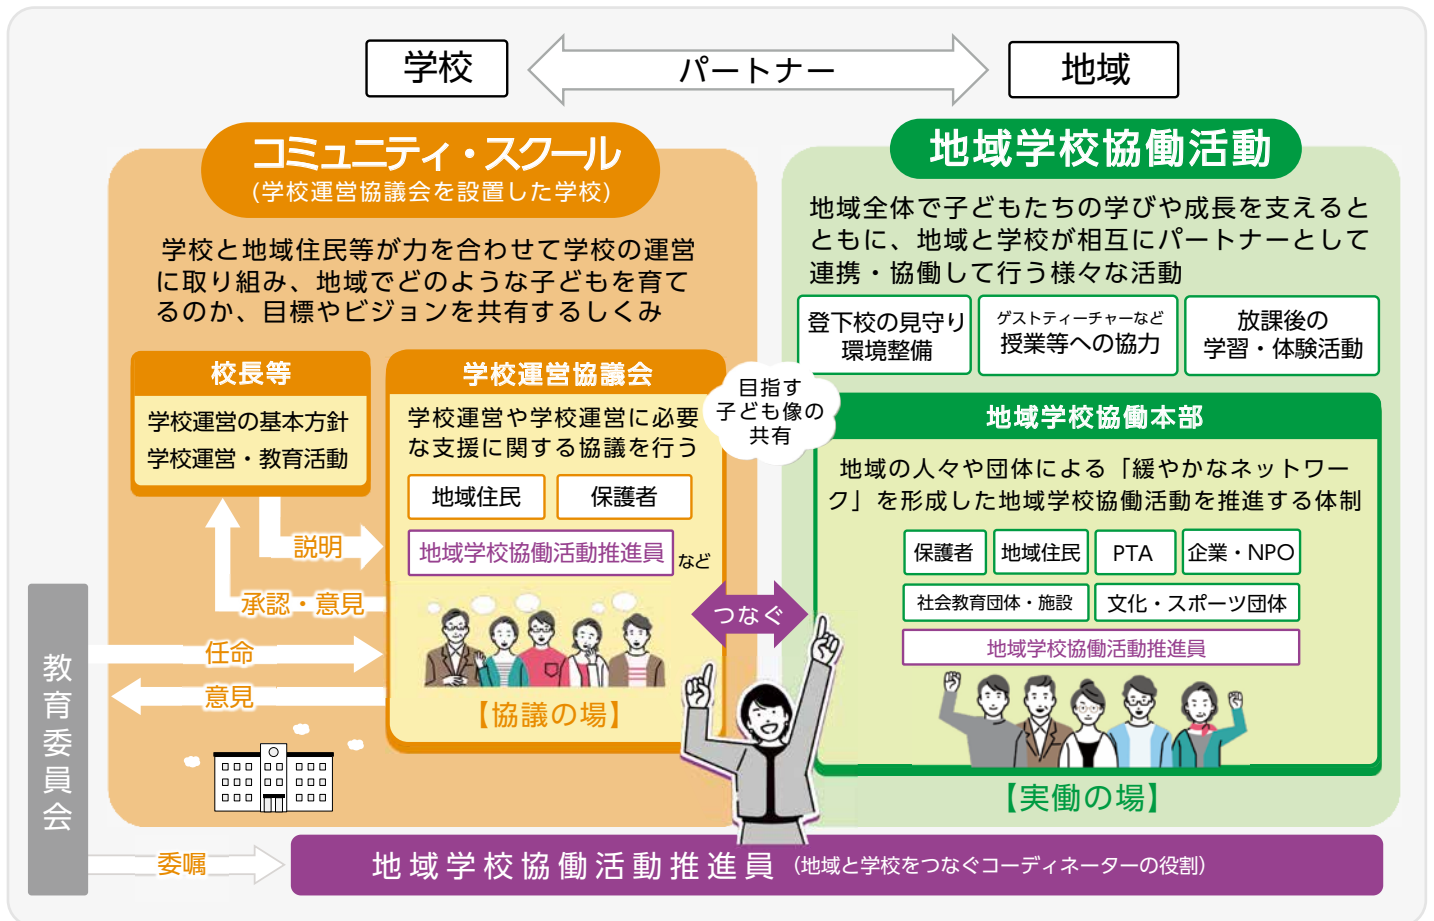 学校
パートナー
地域
コミュニティ・スクール
(学校運営協議会を設置した学校)
学校と地域住民等が力を合わせて学校の運営
に取り組み、地域でどのような子どもを育て
るのか、目標やビジョンを共有するしくみ
校長等
学校運営の基本方針
学校運営・教育活動
学校運営協議会
学校運営や学校運営に必要
な支援に関する協議を行う
地域住民
保護者
地域学校協働活動推進員
など
説明
承認・意見
任命
意見
【協議の場】
教育委員会
目指す
子ども像の
共有
つなぐ
地域学校協働活動
地域全体で子どもたちの学びや成長を支えると
ともに、地域と学校が相互にパートナーとして
連携・協働して行う様々な活動
登下校の見守り
環境整備
ゲストティーチャーなど
授業等への協力
放課後の
学習・体験活動
地域学校協働本部
地域の人々や団体による「緩やかなネットワー
ク」を形成した地域学校協働活動を推進する体制
保護者
地域住民
PTA
企業・NPO
社会教育団体・施設
文化・スポーツ団体
地域学校協働活動推進員
【実働の場】
委嘱
地域学校協働活動推進員 (地域と学校をつなぐコーディネーターの役割)